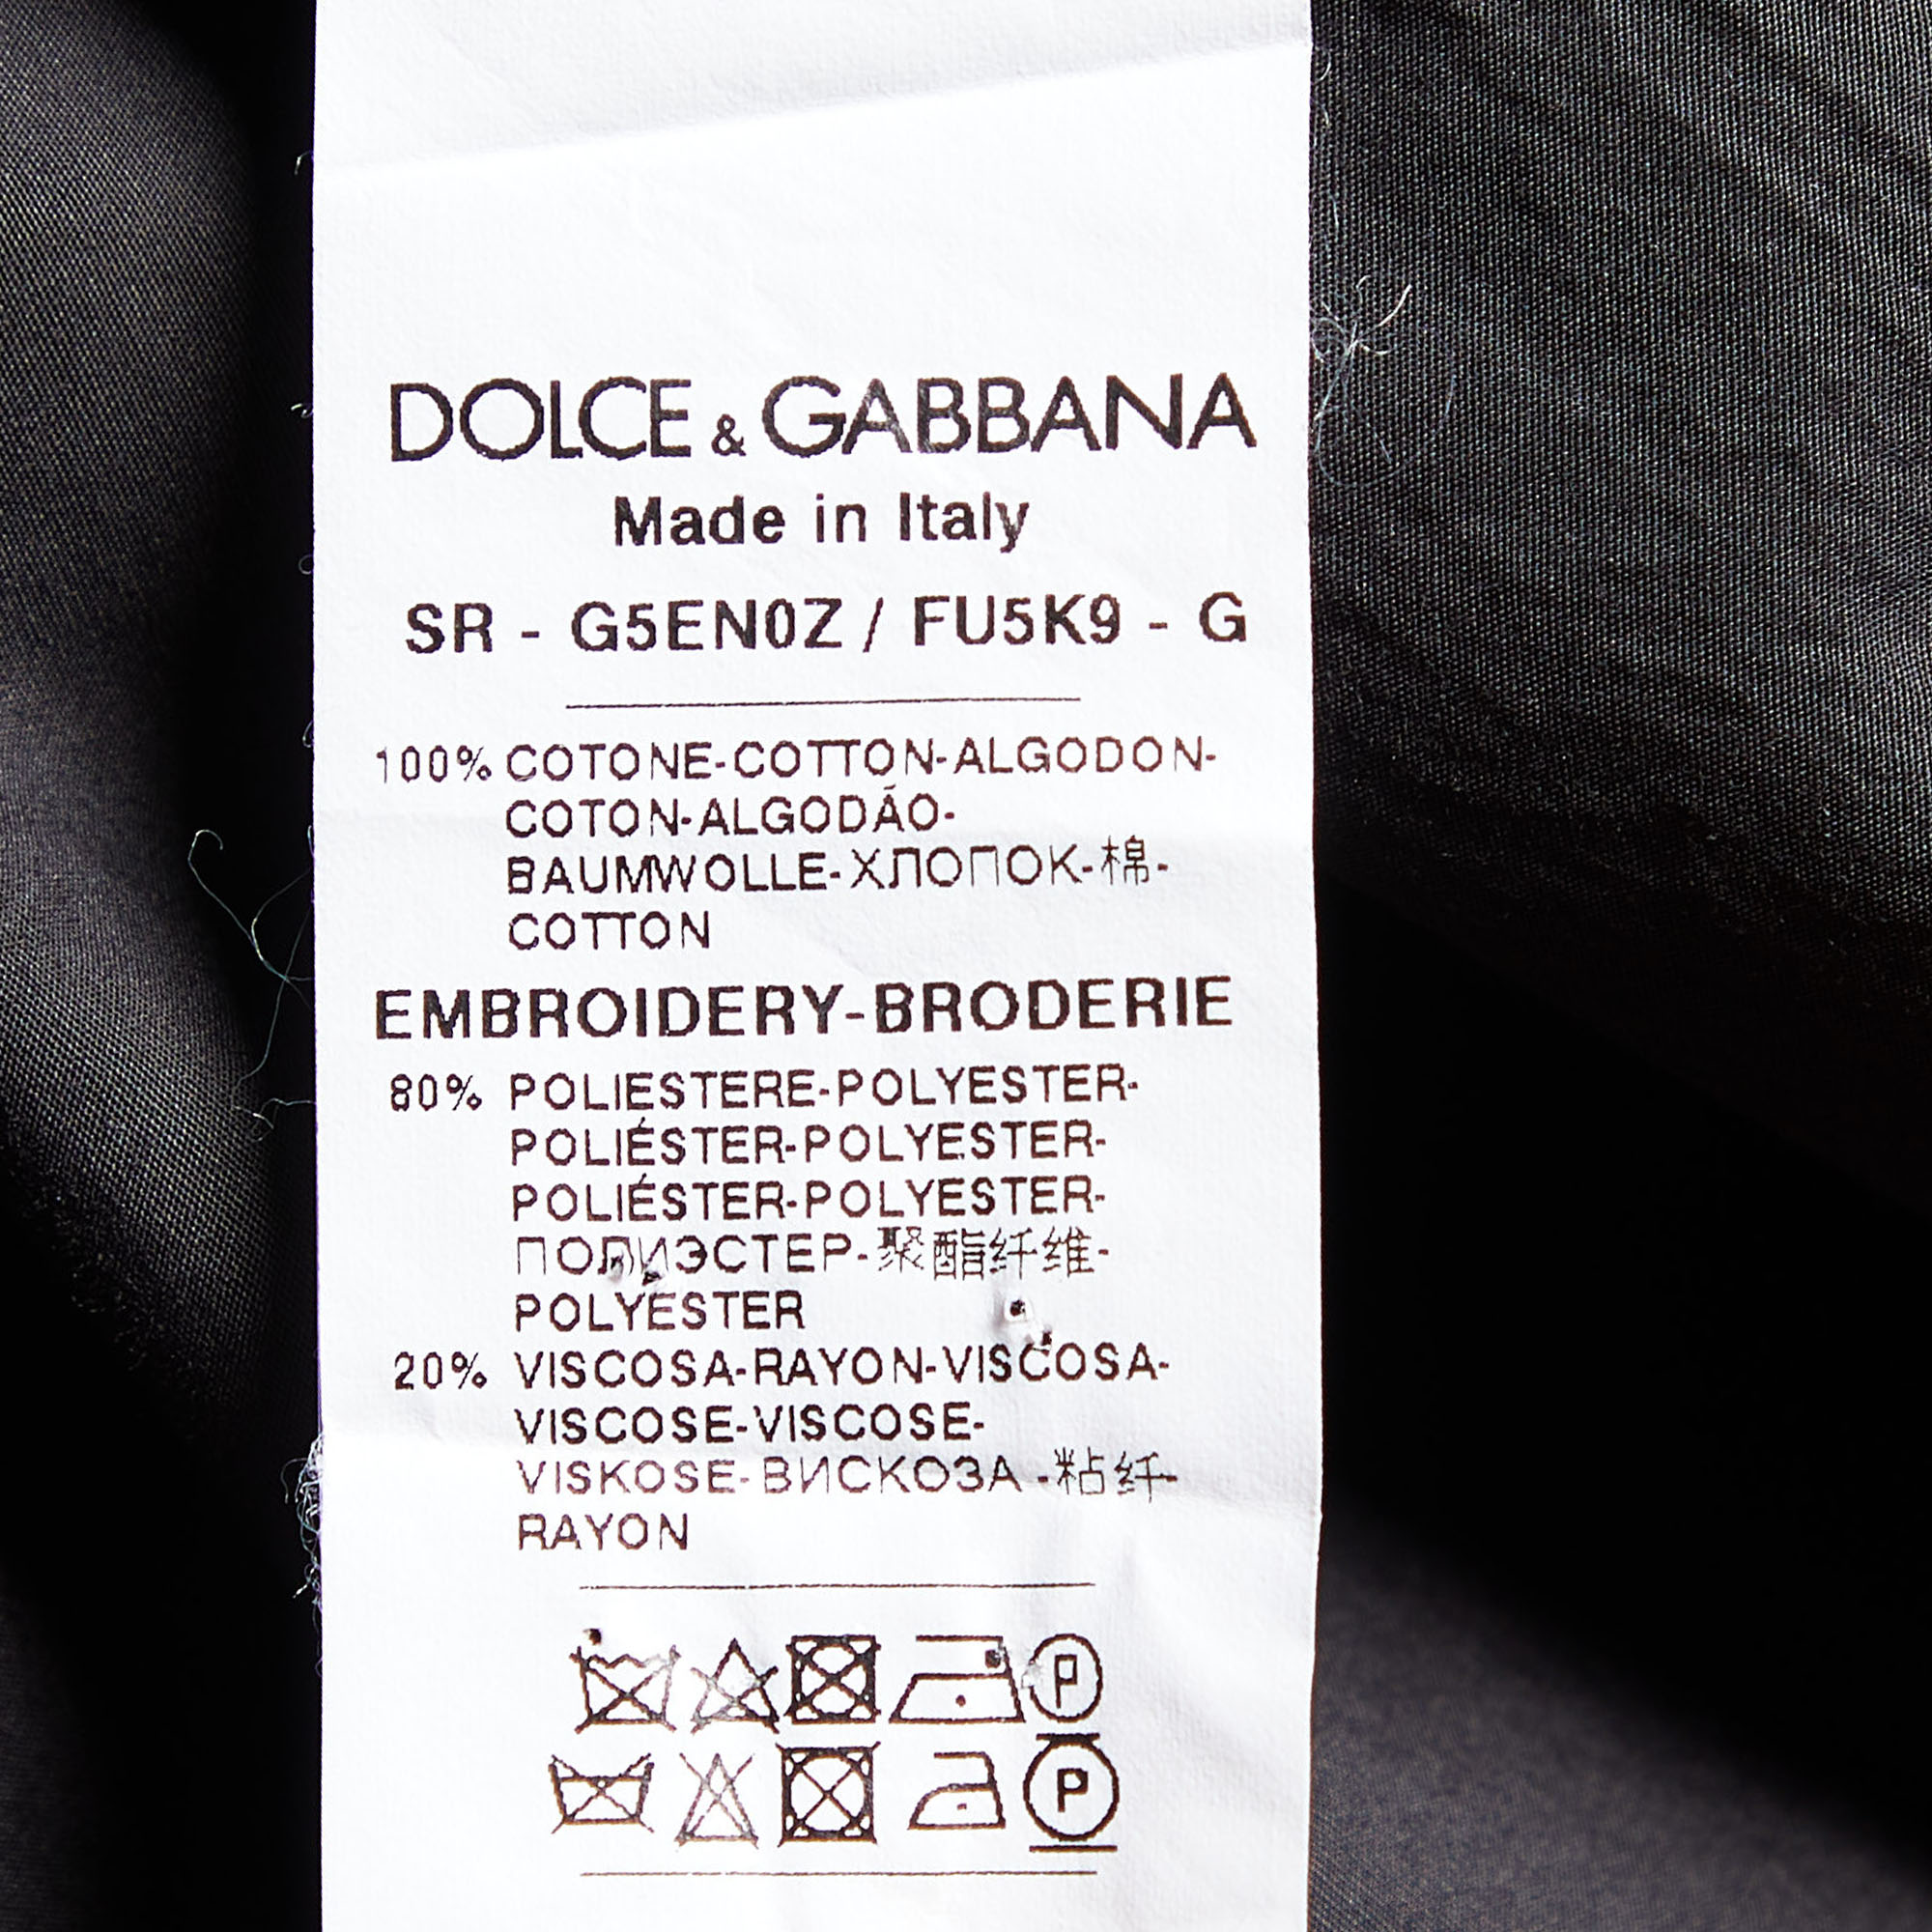 DOLCE & GABBANA
Made in Italy
SR - G5EN0Z / FU5K9 - G
100% COTONE-COTTON-ALGODON-
COTON-ALGODÃO-
BAUMWOLLE-ХЛОПОК-棉-
COTTON
EMBROIDERY-BRODERIE
80% POLIESTERE-POLYESTER-
POLIÉSTER-POLYESTER-
POLIÉSTER-POLYESTER-
ПОЛИЭСТЕР-聚酯纤维-
POLYESTER
20% VISCOSA-RAYON-VISCOSA-
VISCOSE-VISCOSE-
VISKOSE-ВИСКОЗА-粘纤-
RAYON
P
P